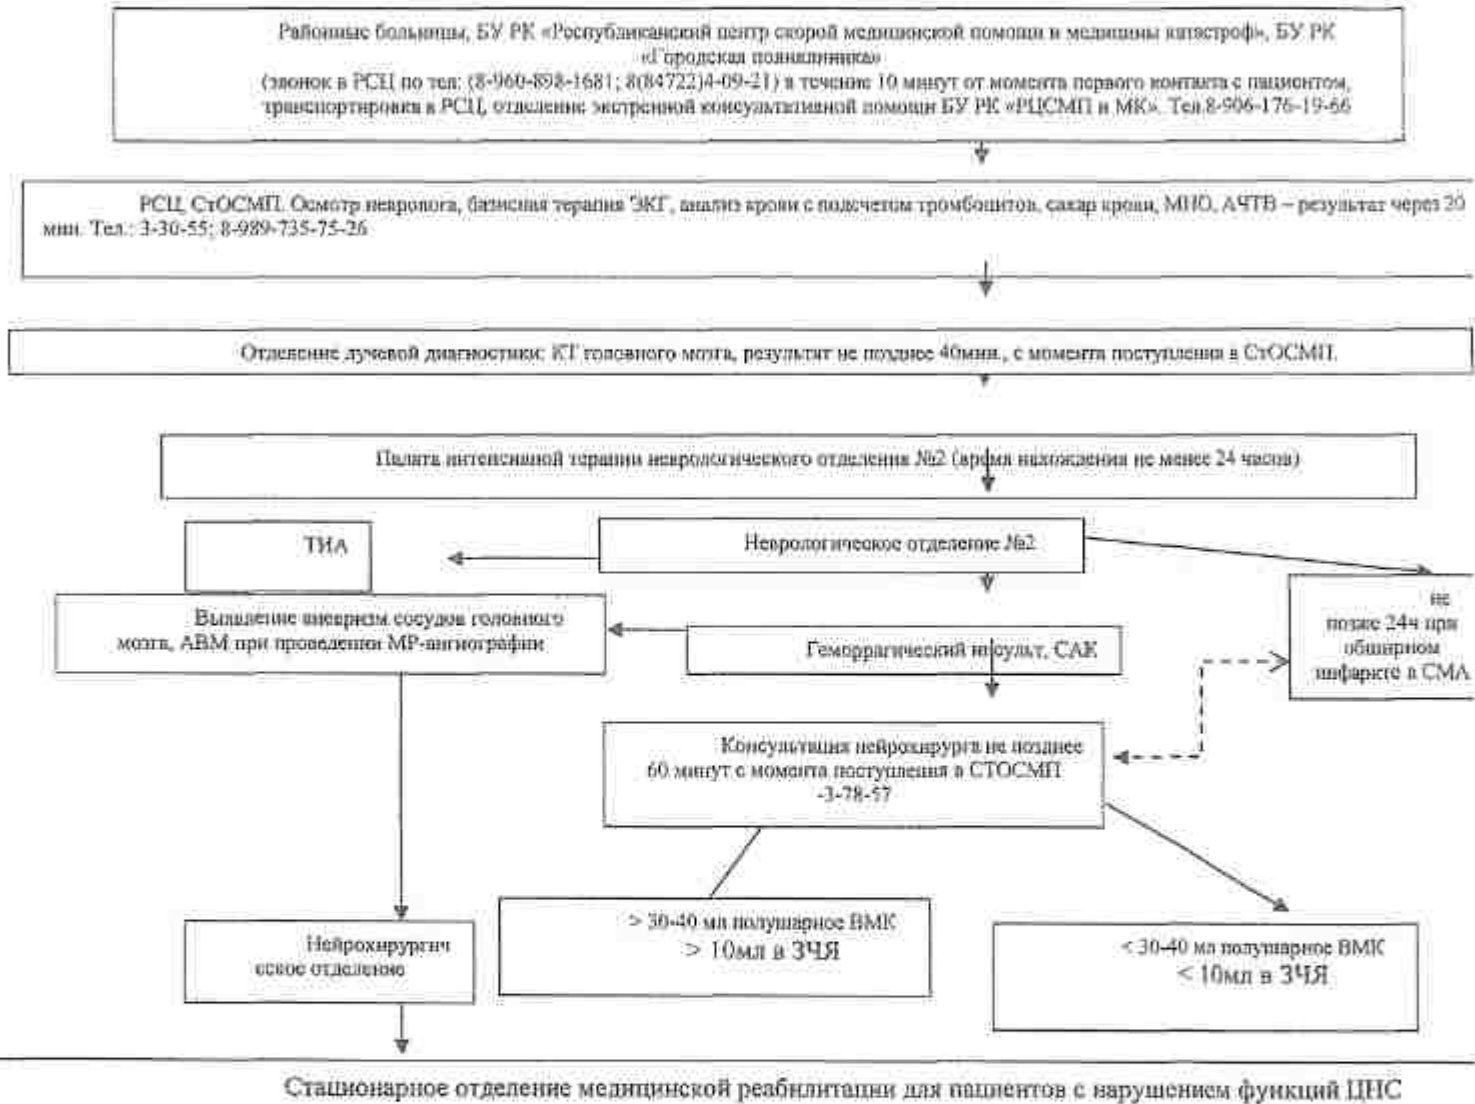 Районные больницы, БУ РК «Республиканский центр скорой медицинской помощи и медицины катастроф», БУ РК
«Городская поликлиника»
(звонок в РСЦ по тел: (8-960-898-1681; 8(84722)4-09-21) в течение 10 минут от момента первого контакта с пациентом,
транспортировка в РСЦ, отделение экстренной консультативной помощи БУ РК «РЦСМП и МК». Тел.8-906-176-19-66
РСЦ, СтОСМП. Осмотр невролога, базисная терапия ЭКГ, анализ крови с подсчетом тромбоцитов, сахар крови, МНО, АЧТВ – результат через 20
мин. Тел.: 3-30-55; 8-989-735-75-26
Отделение лучевой диагностики: КТ головного мозга, результат не позднее 40мин., с момента поступления в СтОСМП.
Палата интенсивной терапии неврологического отделения №2 (время нахождения не менее 24 часов)
ТИА
Неврологическое отделение №2
не
позже 24ч при
обширном
инфаркте в СМА
Выявление аневризм сосудов головного
мозга, АВМ при проведении МР-ангиографии
Геморрагический инсульт, САК
Консультация нейрохирурга не позднее
60 минут с момента поступления в СТОСМП
-3-78-57
> 30-40 мл полушарное ВМК
> 10мл в ЗЧЯ
< 30-40 мл полушарное ВМК
< 10мл в ЗЧЯ
Нейрохирургич
еское отделение
Стационарное отделение медицинской реабилитации для пациентов с нарушением функций ЦНС